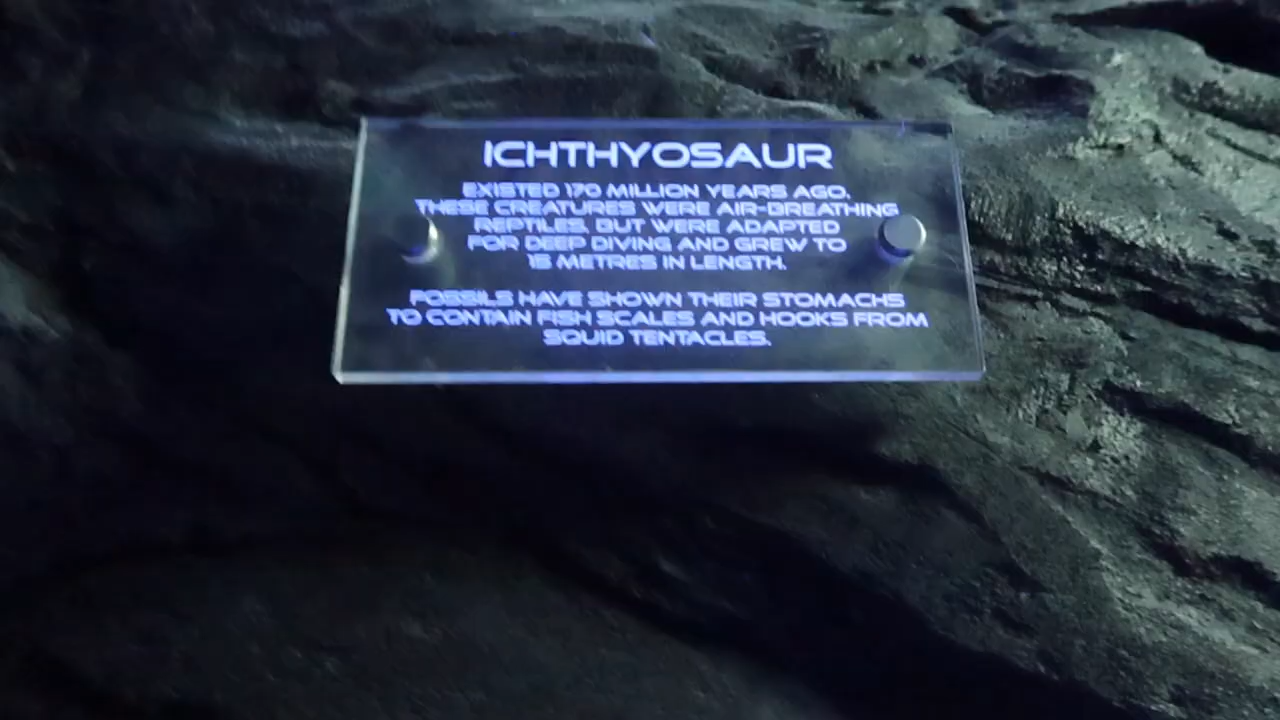 ICHTHYOSAUR
EXISTED 170 MILLION YEARS AGO.
THESE CREATURES WERE AIR-BREATHING
REPTILES, BUT WERE ADAPTED
FOR DEEP DIVING AND GREW TO
15 METRES IN LENGTH.
FOSSILS HAVE SHOWN THEIR STOMACHS
TO CONTAIN FISH SCALES AND HOOKS FROM
SQUID TENTACLES.